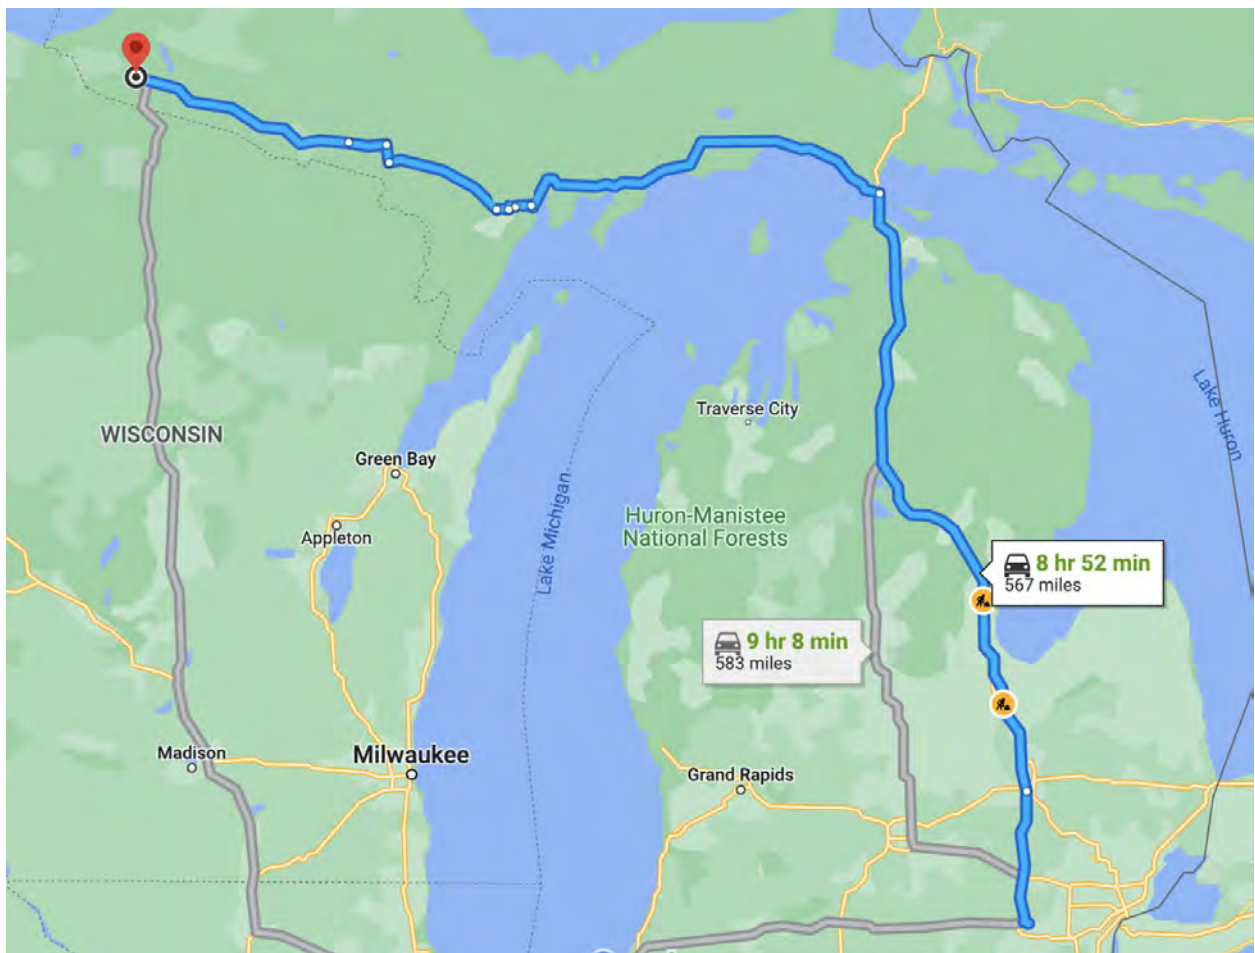 Lake Huron
Traverse City
WISCONSIN
Green Bay
Lake Michigan
Huron-Manistee
National Forests
Appleton
8 hr 52 min
567 miles
9 hr 8 min
583 miles
Madison
Milwaukee
Grand Rapids